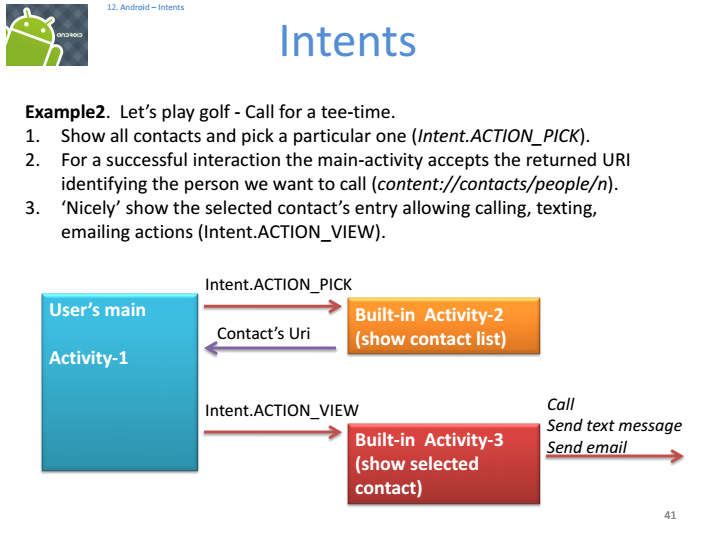 12. Android – Intents
ANDROID
Intents
Example2. Let’s play golf - Call for a tee-time.
1. Show all contacts and pick a particular one (Intent.ACTION_PICK).
2. For a successful interaction the main-activity accepts the returned URI
identifying the person we want to call (content://contacts/people/n).
3. ‘Nicely’ show the selected contact’s entry allowing calling, texting,
emailing actions (Intent.ACTION_VIEW).
Intent.ACTION_PICK
User’s main
Activity-1
Built-in Activity-2
(show contact list)
Contact’s Uri
Intent.ACTION_VIEW
Built-in Activity-3
(show selected
contact)
Call
Send text message
Send email
41